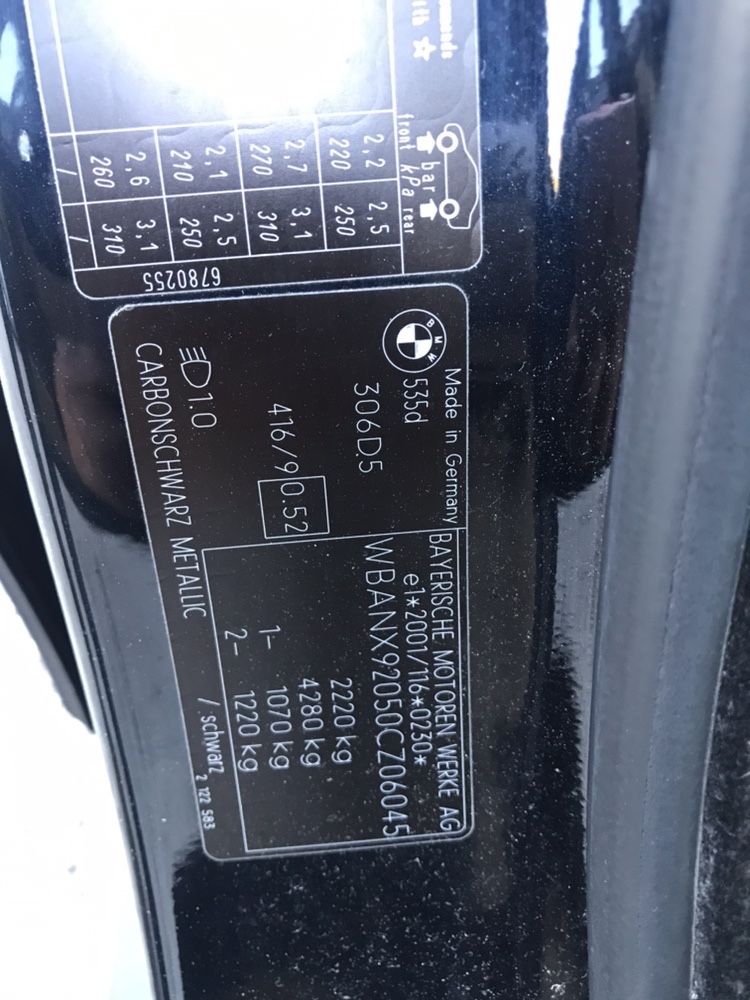 front bar rear
kPa
2,2 2,5
220 250
2,7 3,1
270 310
2,1 2,5
210 250
2,6 3,1
260 310
/ /
6780255
BMW
Made in Germany
535d
306D5
416/9 0.52
1.0
CARBONSCHWARZ METALLIC
BAYERISCHE MOTOREN WERKE AG
e1*2001/116*0230*
WBANX92050CZ06045
2220 kg
4280 kg
1- 1070 kg
2- 1220 kg
/ schwarz
2 122 583